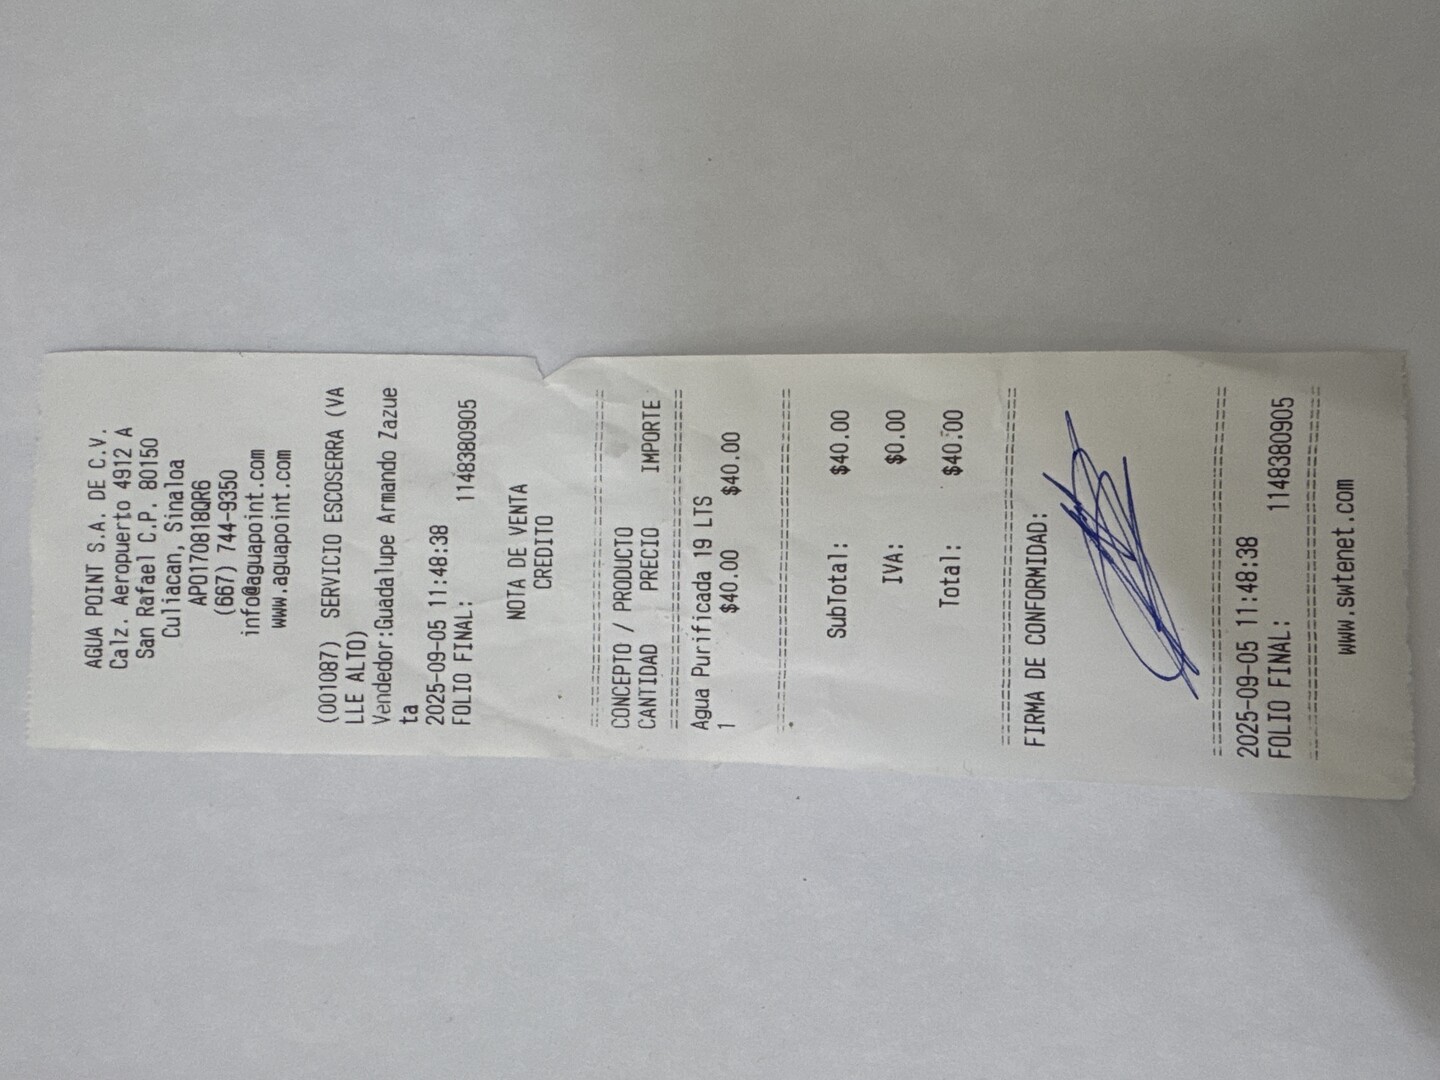 AGUA POINT S.A. DE C.V.
Calz. Aeropuerto 4912 A
San Rafael C.P. 80150
Culiacan, Sinaloa
APO170818QR6
(667) 744-9350
info@aguapoint.com
www.aguapoint.com
(001087) SERVICIO ESCOSERRA (VA
LLE ALTO)
Vendedor:Guadalupe Armando Zazue
ta
2025-09-05 11:48:38
FOLIO FINAL: 1148380905
NOTA DE VENTA
CREDITO
CONCEPTO / PRODUCTO
CANTIDAD PRECIO IMPORTE
Agua Purificada 19 LTS
1 $40.00 $40.00
SubTotal: $40.00
IVA: $0.00
Total: $40.00
FIRMA DE CONFORMIDAD:
2025-09-05 11:48:38
FOLIO FINAL: 1148380905
www.swtenet.com